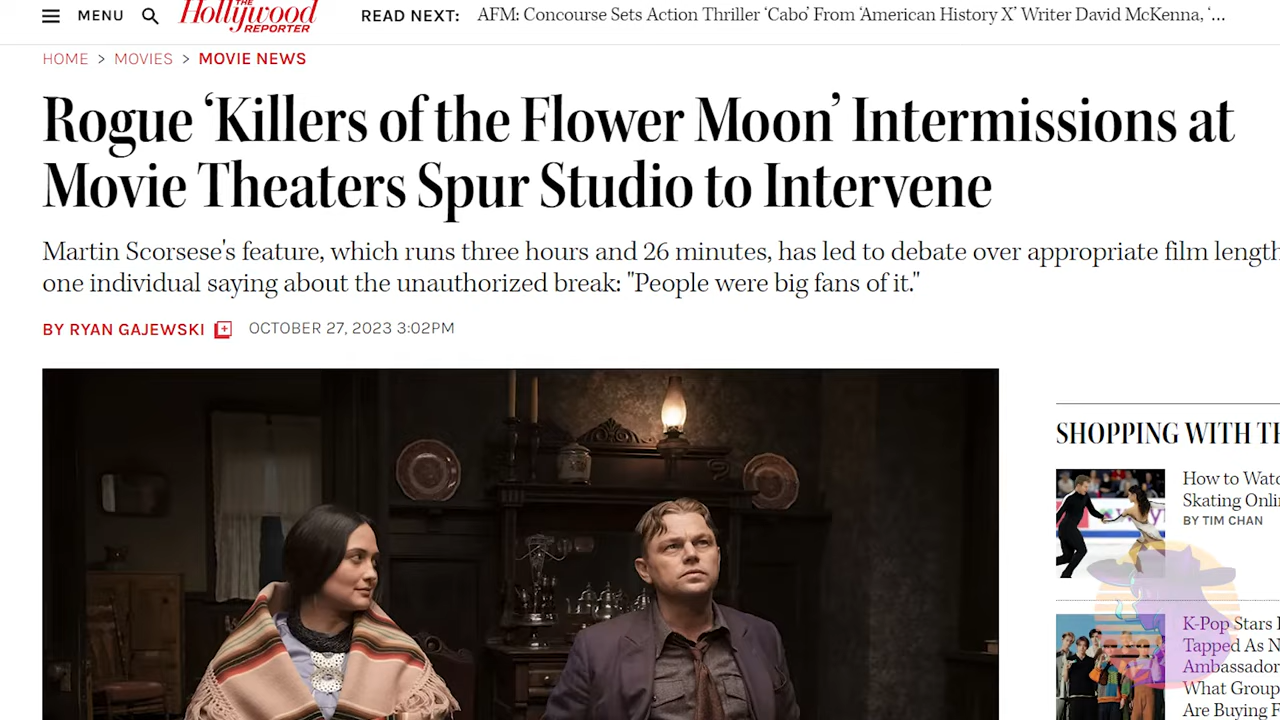 MENU
THE
Hollywood
REPORTER
READ NEXT:
AFM: Concourse Sets Action Thriller ‘Cabo’ From ‘American History X’ Writer David McKenna, ‘...
HOME > MOVIES > MOVIE NEWS
Rogue ‘Killers of the Flower Moon’ Intermissions at
Movie Theaters Spur Studio to Intervene
Martin Scorsese's feature, which runs three hours and 26 minutes, has led to debate over appropriate film length
one individual saying about the unauthorized break: "People were big fans of it."
BY RYAN GAJEWSKI
OCTOBER 27, 2023 3:02PM
SHOPPING WITH
How to
Skating
BY TIM CHAN
K-Pop Stars
Tapped As
What Group
Are Buying